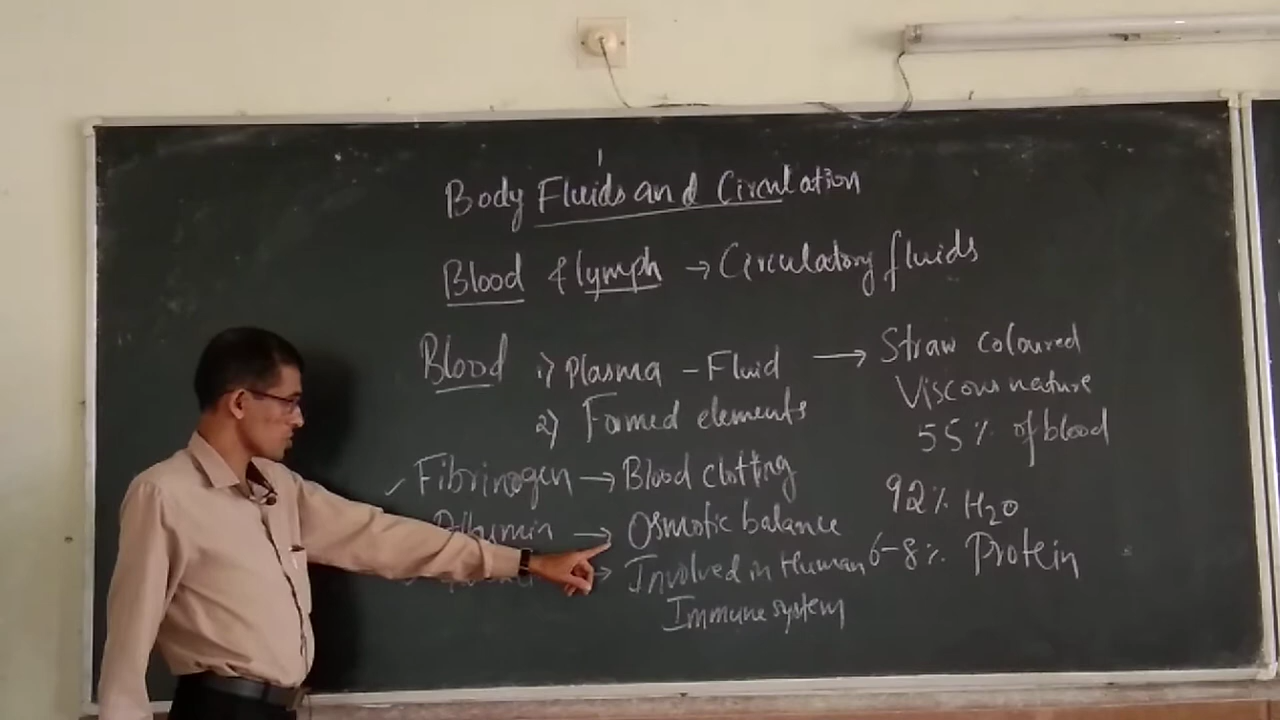 Body Fluids and Circulation
Blood & lymph → Circulatory fluids
Blood 1) Plasma – Fluid → Straw coloured
Viscous nature
2) Formed elements
55% of blood
✓ Fibrinogen → Blood clotting
92% H2O
Albumin → Osmotic balance
→ Involved in Human
Immune system
6-8% Protein